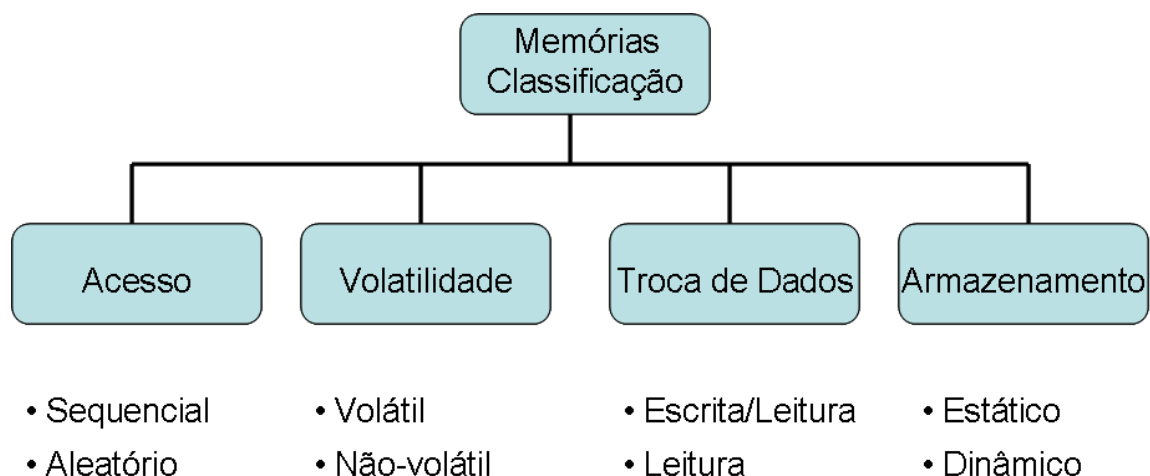 Memórias
Classificação
Acesso
Volatilidade
Troca de Dados
Armazenamento
• Sequencial
• Aleatório
• Volátil
• Não-volátil
• Escrita/Leitura
• Leitura
• Estático
• Dinâmico